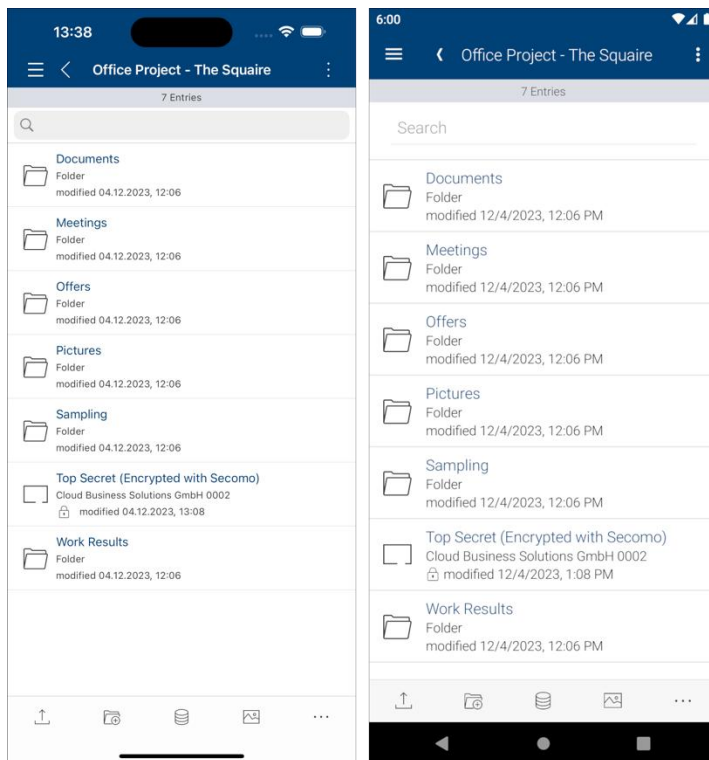 13:38
Office Project - The Squaire
7 Entries
Documents
Folder
modified 04.12.2023, 12:06
Meetings
Folder
modified 04.12.2023, 12:06
Offers
Folder
modified 04.12.2023, 12:06
Pictures
Folder
modified 04.12.2023, 12:06
Sampling
Folder
modified 04.12.2023, 12:06
Top Secret (Encrypted with Secomo)
Cloud Business Solutions GmbH 0002
modified 04.12.2023, 13:08
Work Results
Folder
modified 04.12.2023, 12:06
6:00
Office Project - The Squaire
7 Entries
Search
Documents
Folder
modified 12/4/2023, 12:06 PM
Meetings
Folder
modified 12/4/2023, 12:06 PM
Offers
Folder
modified 12/4/2023, 12:06 PM
Pictures
Folder
modified 12/4/2023, 12:06 PM
Sampling
Folder
modified 12/4/2023, 12:06 PM
Top Secret (Encrypted with Secomo)
Cloud Business Solutions GmbH 0002
modified 12/4/2023, 1:08 PM
Work Results
Folder
modified 12/4/2023, 12:06 PM